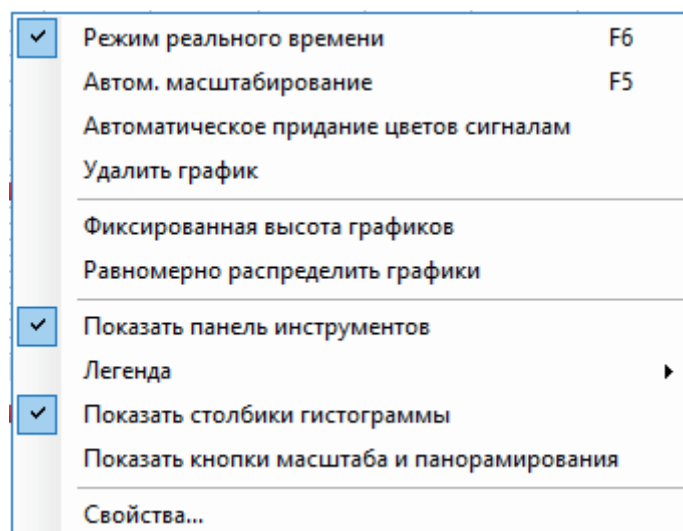 Режим реального времени F6
Автом. масштабирование F5
Автоматическое придание цветов сигналам
Удалить график
Фиксированная высота графиков
Равномерно распределить графики
Показать панель инструментов
Легенда
Показать столбики гистограммы
Показать кнопки масштаба и панорамирования
Свойства...